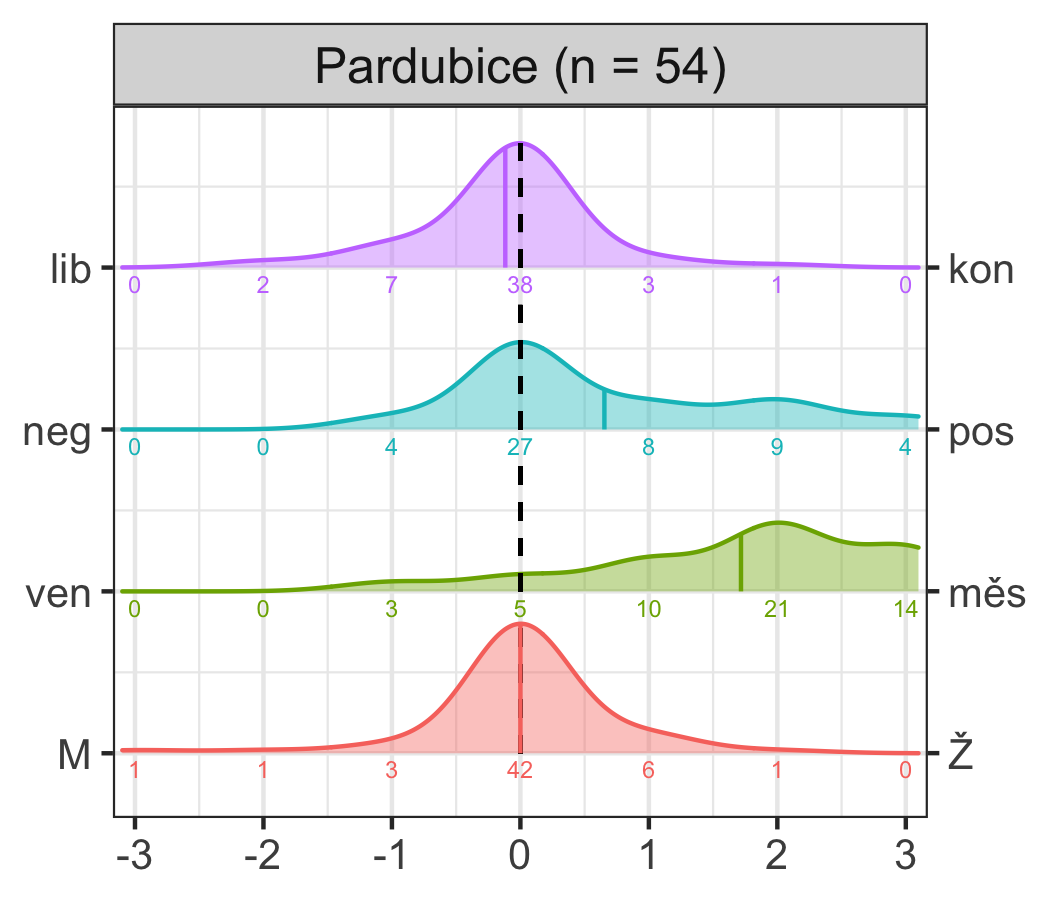 Pardubice (n = 54)
lib kon
0 2 7 38 3 1 0
neg pos
0 0 4 27 8 9 4
ven měs
0 0 3 5 10 21 14
M Ž
1 1 3 42 6 1 0
-3 -2 -1 0 1 2 3